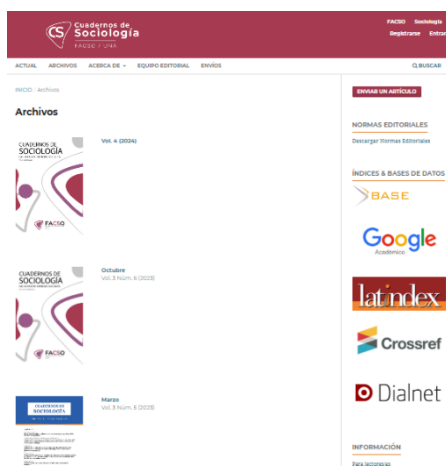 CS
Cuadernos de
Sociología
FACSO / UNA
FACSO Sociología
Registrarse Entrar
ACTUAL ARCHIVOS ACERCA DE EQUIPO EDITORIAL ENVÍOS BUSCAR
INICIO / Archivos
Archivos
CUADERNOS DE
SOCIOLOGÍA
FACSO
Vol. 4 (2024)
CUADERNOS DE
SOCIOLOGÍA
FACSO
Octubre
Vol. 3 Núm. 6 (2023)
CUADERNOS DE
SOCIOLOGÍA
Marzo
Vol. 3 Núm. 5 (2023)
ENVIAR UN ARTÍCULO
NORMAS EDITORIALES
Descargar Normas Editoriales
ÍNDICES & BASES DE DATOS
BASE
Google
Académico
latindex
Crossref
Dialnet
INFORMACIÓN
Para lectores/as